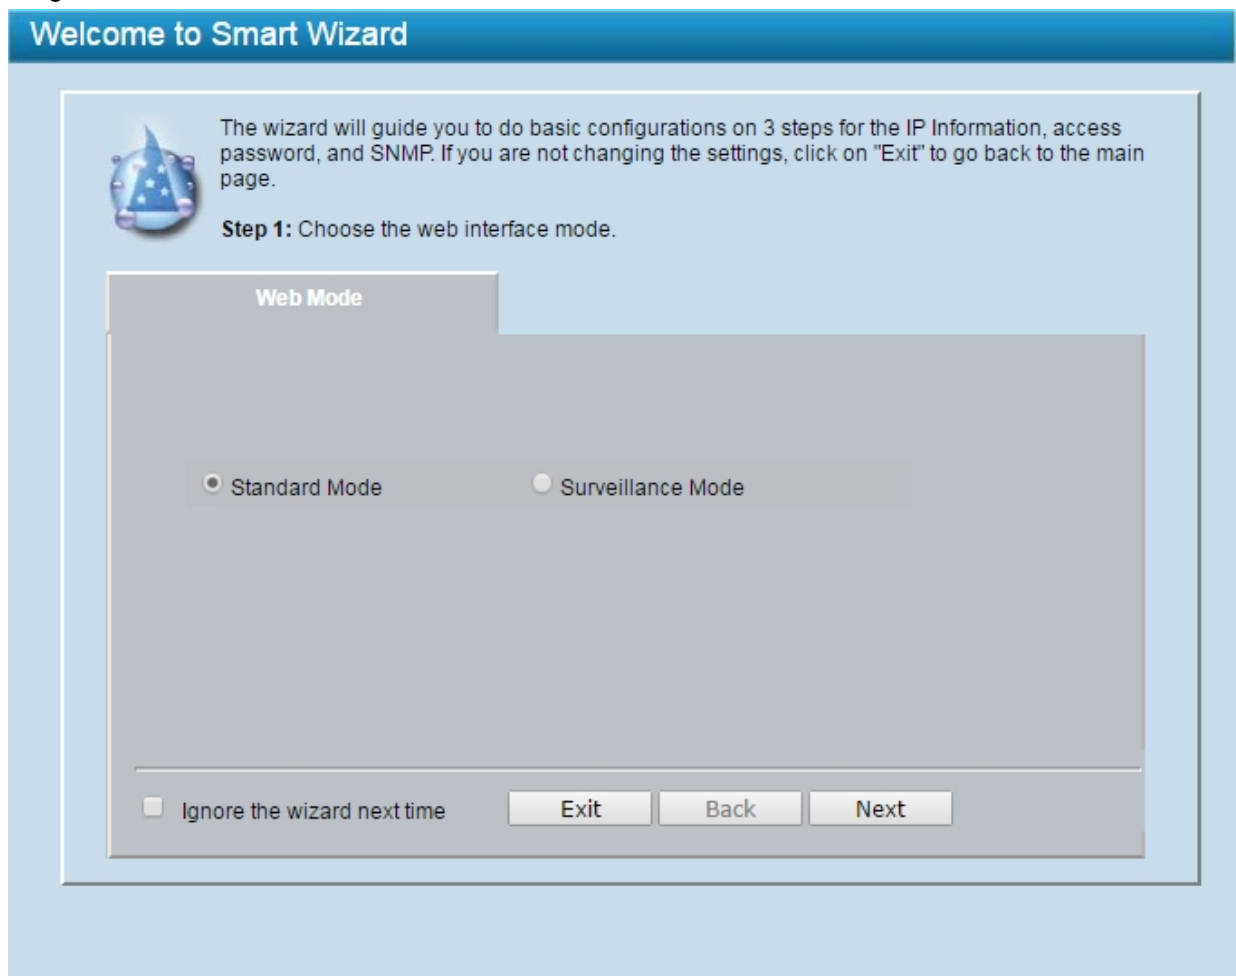 Welcome to Smart Wizard
The wizard will guide you to do basic configurations on 3 steps for the IP Information, access
password, and SNMP. If you are not changing the settings, click on "Exit" to go back to the main
page.
Step 1: Choose the web interface mode.
Web Mode
Standard Mode Surveillance Mode
Ignore the wizard next time Exit Back Next